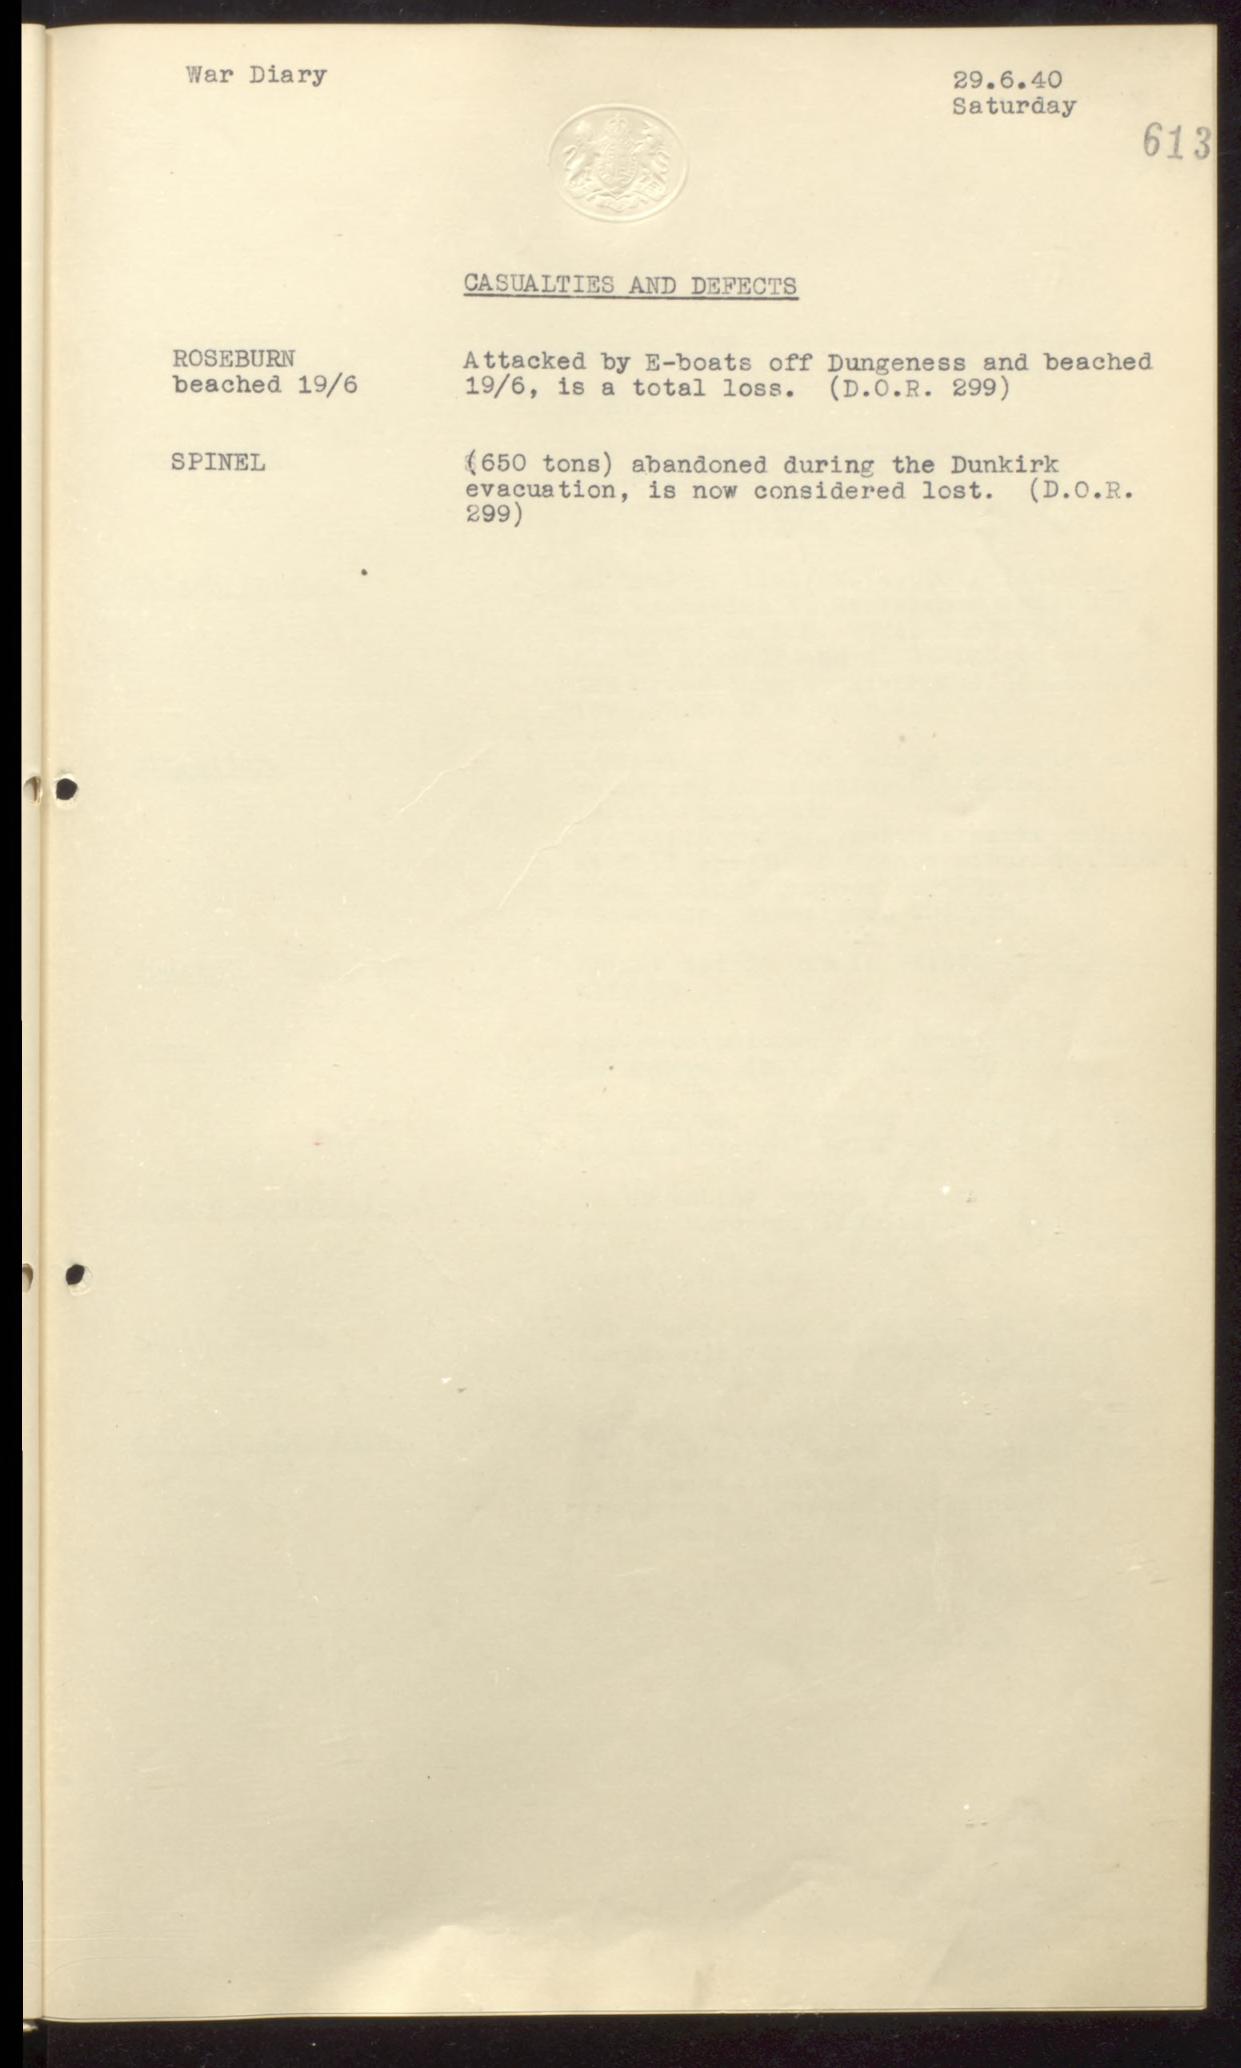 War Diary
29.6.40
Saturday
613
CASUALTIES AND DEFECTS
ROSEBURN
beached 19/6
Attacked by E-boats off Dungeness and beached
19/6, is a total loss. (D.O.R. 299)
SPINEL
(650 tons) abandoned during the Dunkirk
evacuation, is now considered lost. (D.O.R.
299)